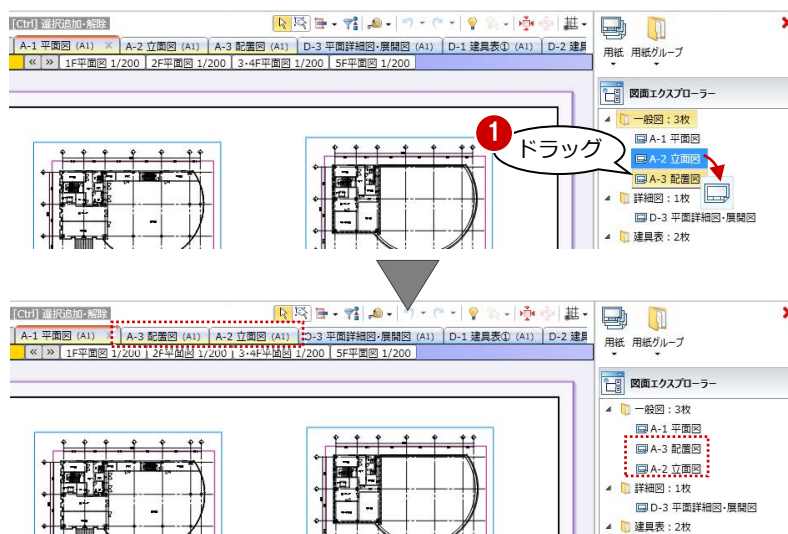 [Ctrl] 選択追加・解除
A-1 平面図 (A1) × A-2 立面図 (A1) A-3 配置図 (A1) D-3 平面詳細図・展開図 (A1) D-1 建具表① (A1) D-2 建具
« » 1F平面図 1/200 2F平面図 1/200 3・4F平面図 1/200 5F平面図 1/200
用紙 用紙グループ
図面エクスプローラー
一般図：3枚
A-1 平面図
A-2 立面図
A-3 配置図
詳細図：1枚
D-3 平面詳細図・展開図
建具表：2枚
1
ドラッグ
[Ctrl] 選択追加・解除
A-1 平面図 (A1) × A-3 配置図 (A1) A-2 立面図 (A1) D-3 平面詳細図・展開図 (A1) D-1 建具表① (A1) D-2 建具
« » 1F平面図 1/200 2F平面図 1/200 3・4F平面図 1/200 5F平面図 1/200
用紙 用紙グループ
図面エクスプローラー
一般図：3枚
A-1 平面図
A-3 配置図
A-2 立面図
詳細図：1枚
D-3 平面詳細図・展開図
建具表：2枚